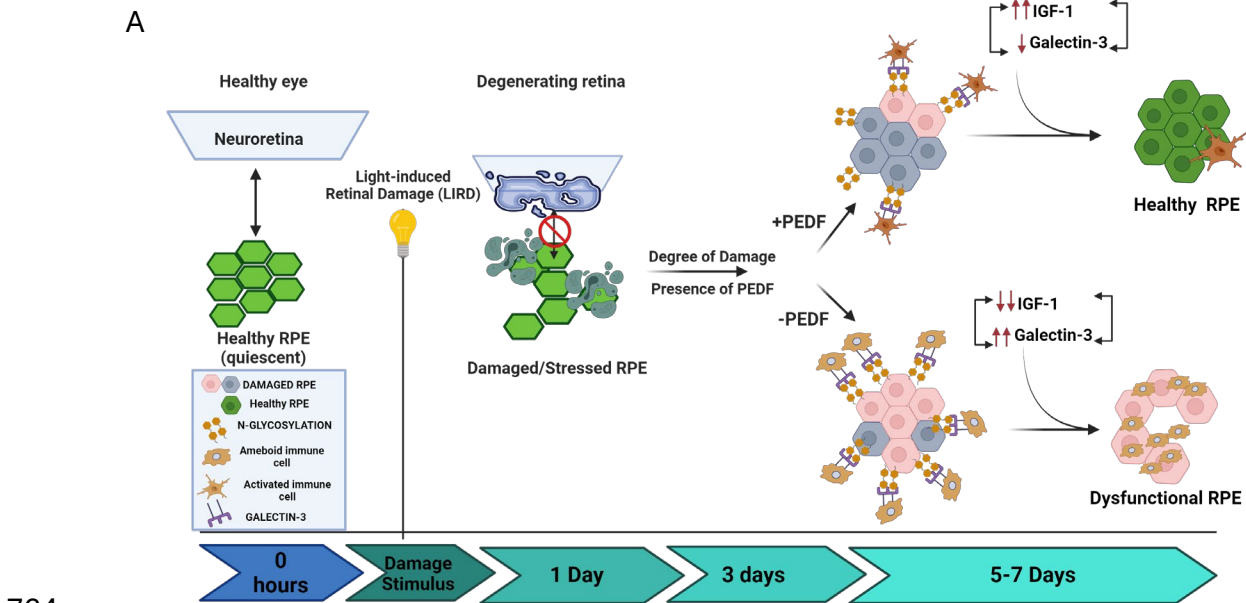 A
Healthy eye
Neuroretina
Healthy RPE
(quiescent)
DAMAGED RPE
Healthy RPE
N-GLYCOSYLATION
Ameboid immune
cell
Activated immune
cell
GALECTIN-3
Light-induced
Retinal Damage (LIRD)
Degenerating retina
Damaged/Stressed RPE
Degree of Damage
Presence of PEDF
+PEDF
-PEDF
IGF-1
Galectin-3
Healthy RPE
IGF-1
Galectin-3
Dysfunctional RPE
0
hours
Damage
Stimulus
1 Day
3 days
5-7 Days